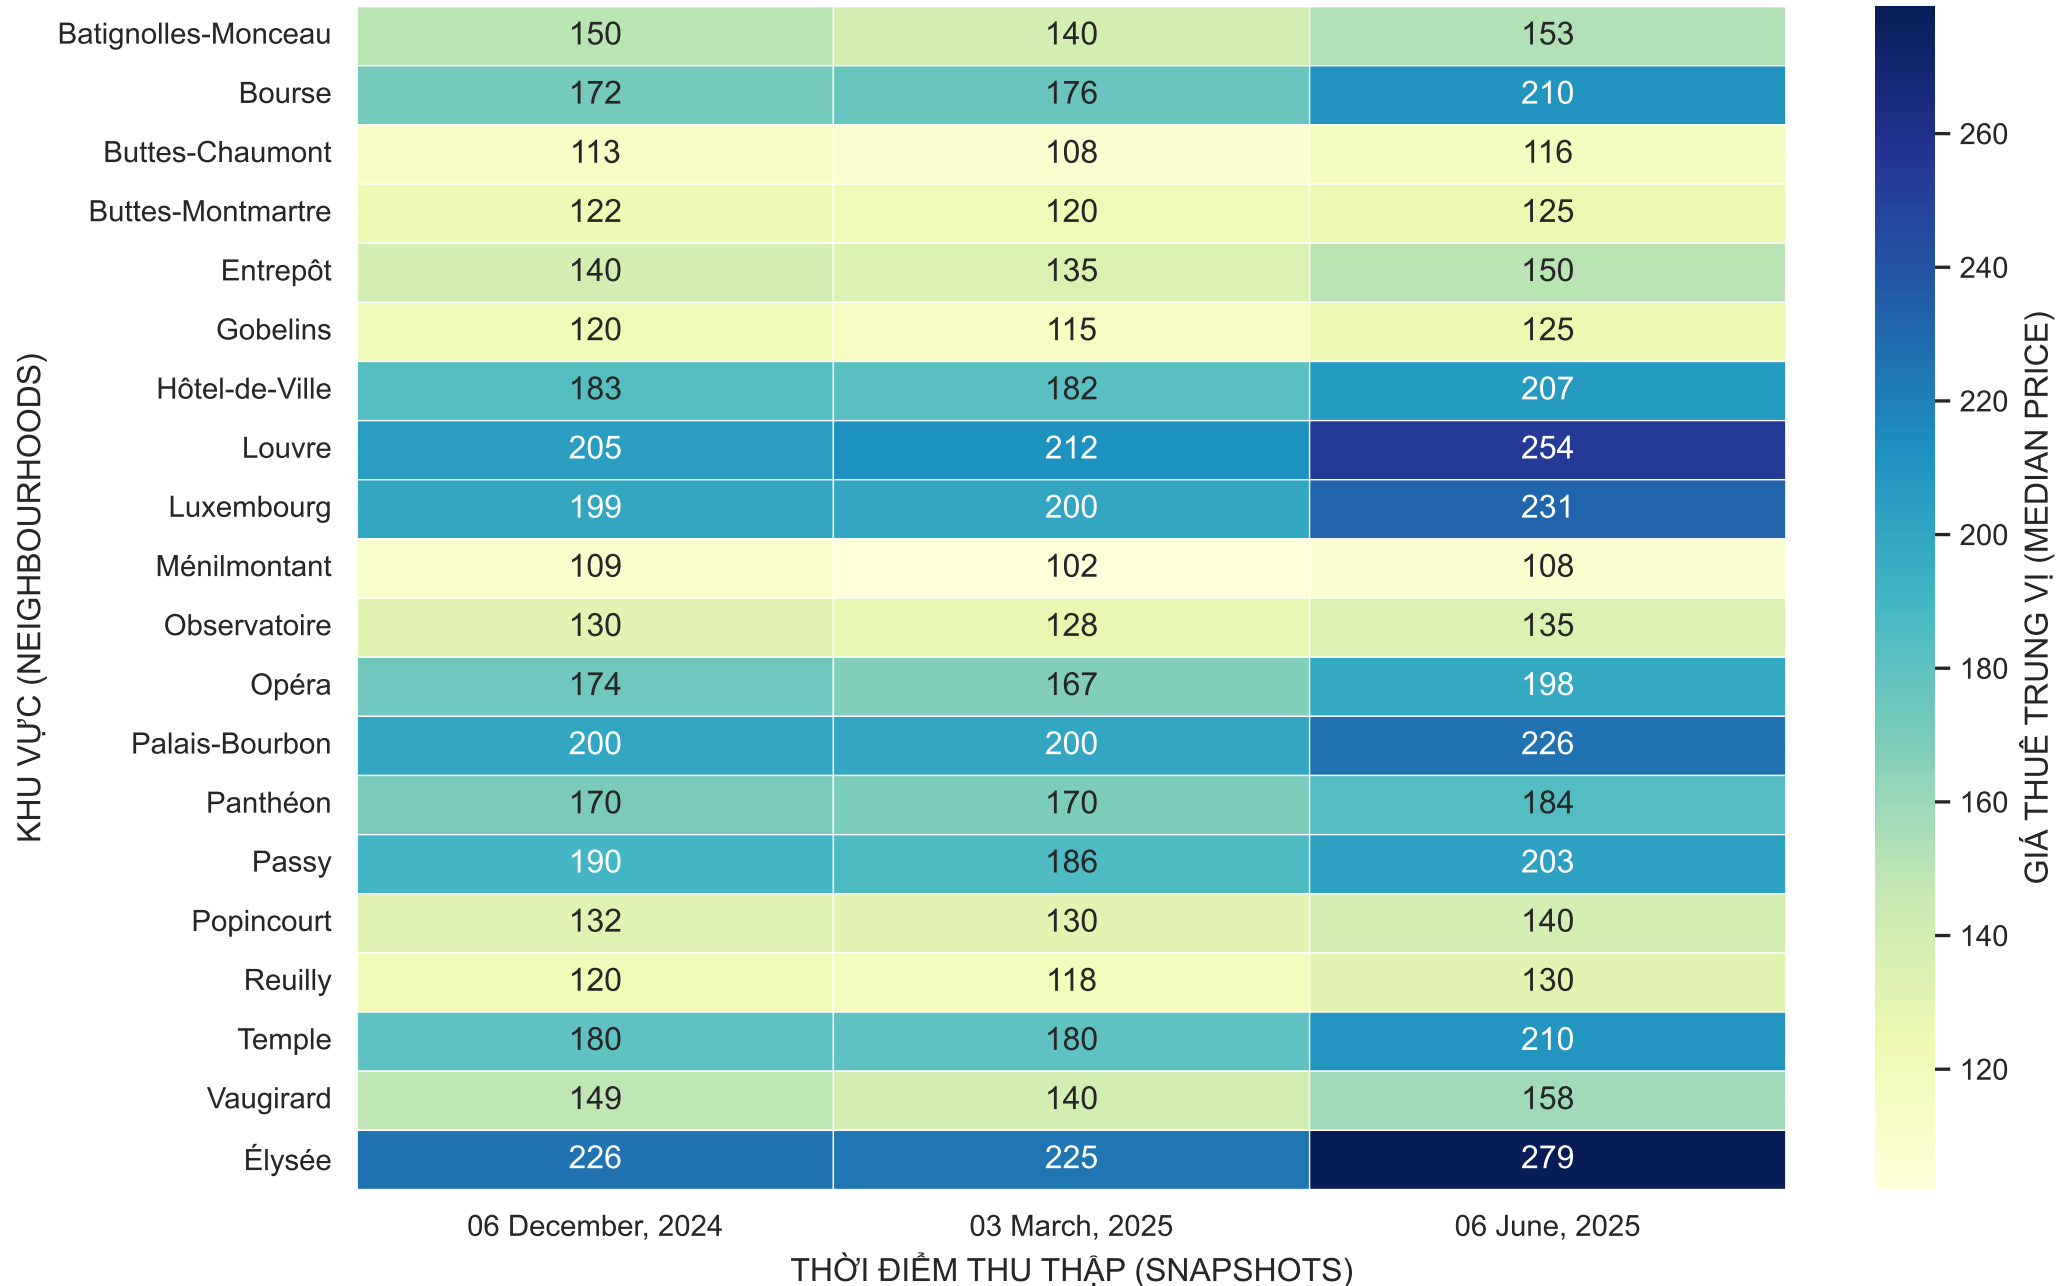 Batignolles-Monceau 150 140 153
Bourse 172 176 210
Buttes-Chaumont 113 108 116
Buttes-Montmartre 122 120 125
Entrepôt 140 135 150
Gobelins 120 115 125
Hôtel-de-Ville 183 182 207
Louvre 205 212 254
Luxembourg 199 200 231
Ménilmontant 109 102 108
Observatoire 130 128 135
Opéra 174 167 198
Palais-Bourbon 200 200 226
Panthéon 170 170 184
Passy 190 186 203
Popincourt 132 130 140
Reuilly 120 118 130
Temple 180 180 210
Vaugirard 149 140 158
Élysée 226 225 279
06 December, 2024 03 March, 2025 06 June, 2025
THỜI ĐIỂM THU THẬP (SNAPSHOTS)
KHU VỰC (NEIGHBOURHOODS)
260
240
220
200
180
160
140
120
GIÁ THUÊ TRUNG VỊ (MEDIAN PRICE)